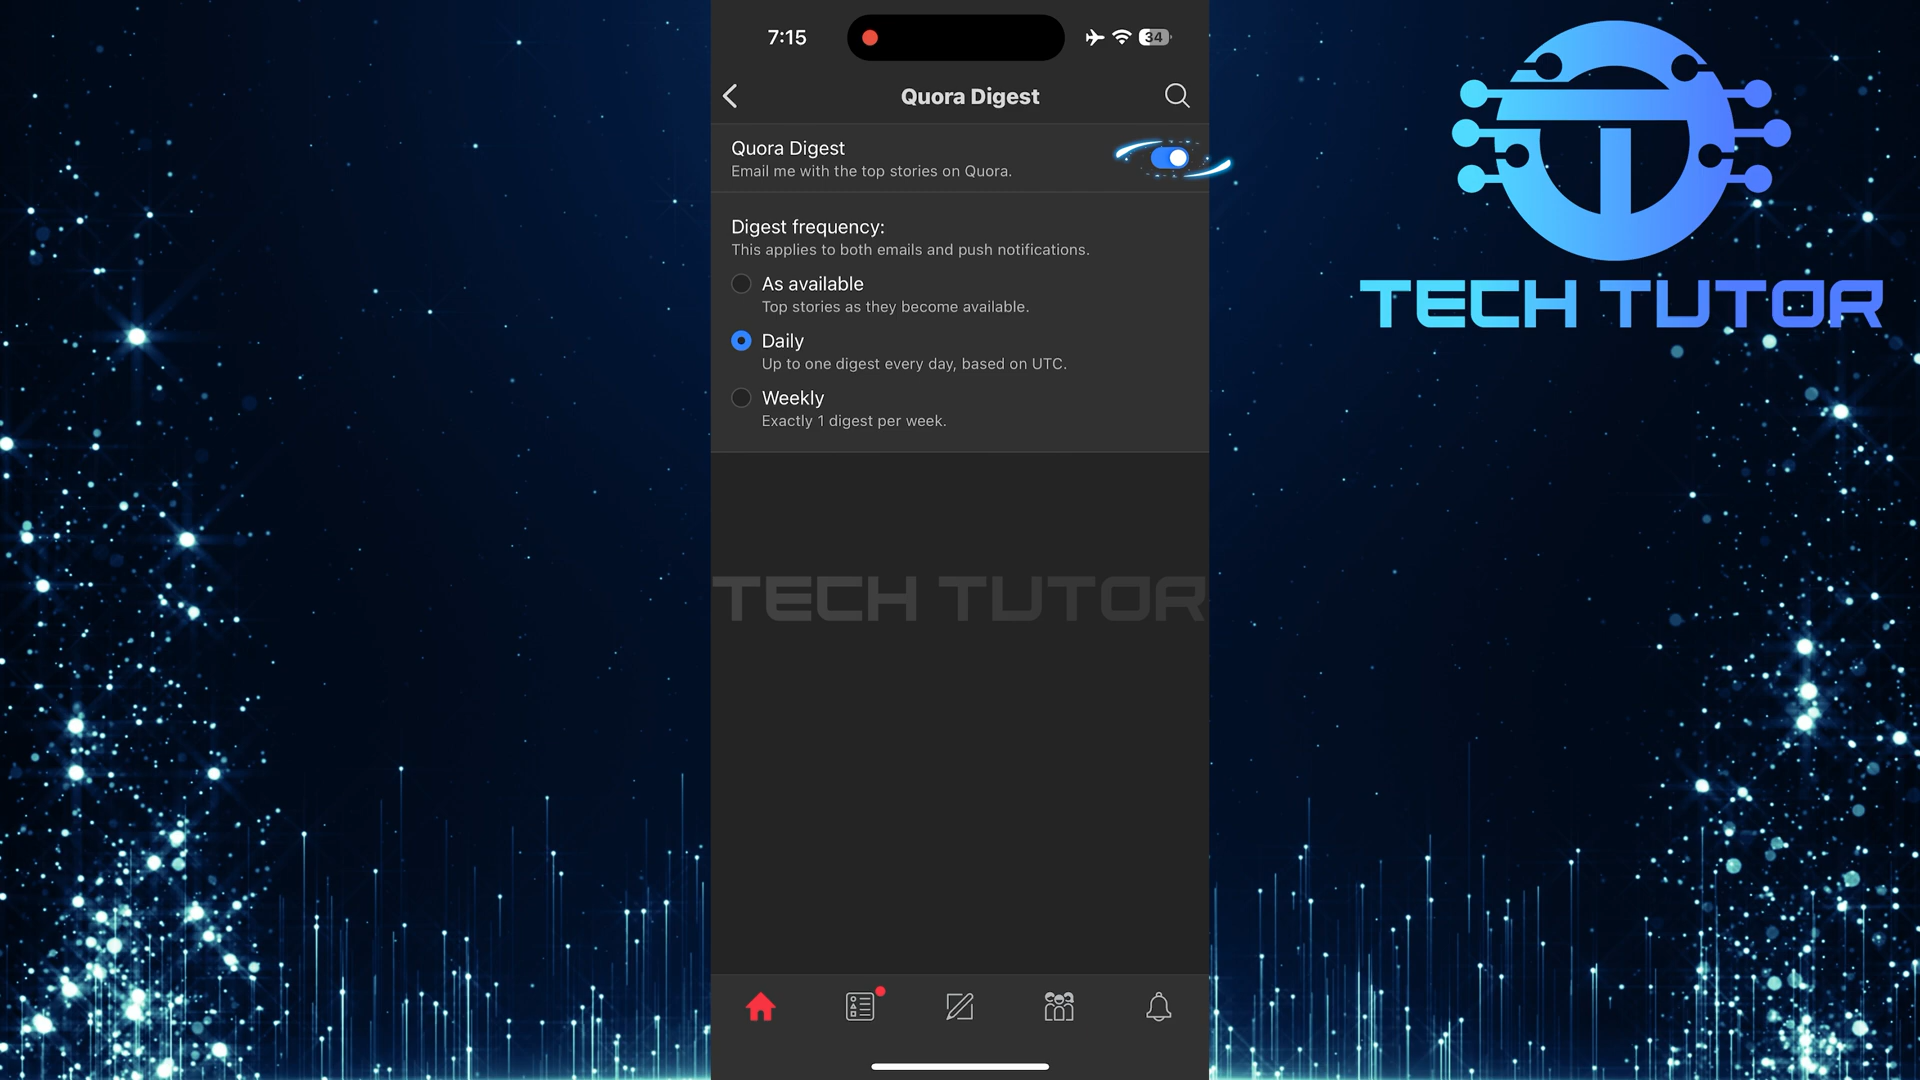 7:15
34
Quora Digest
Quora Digest
Email me with the top stories on Quora.
Digest frequency:
This applies to both emails and push notifications.
As available
Top stories as they become available.
Daily
Up to one digest every day, based on UTC.
Weekly
Exactly 1 digest per week.
TECH TUTOR
TECH TUTOR